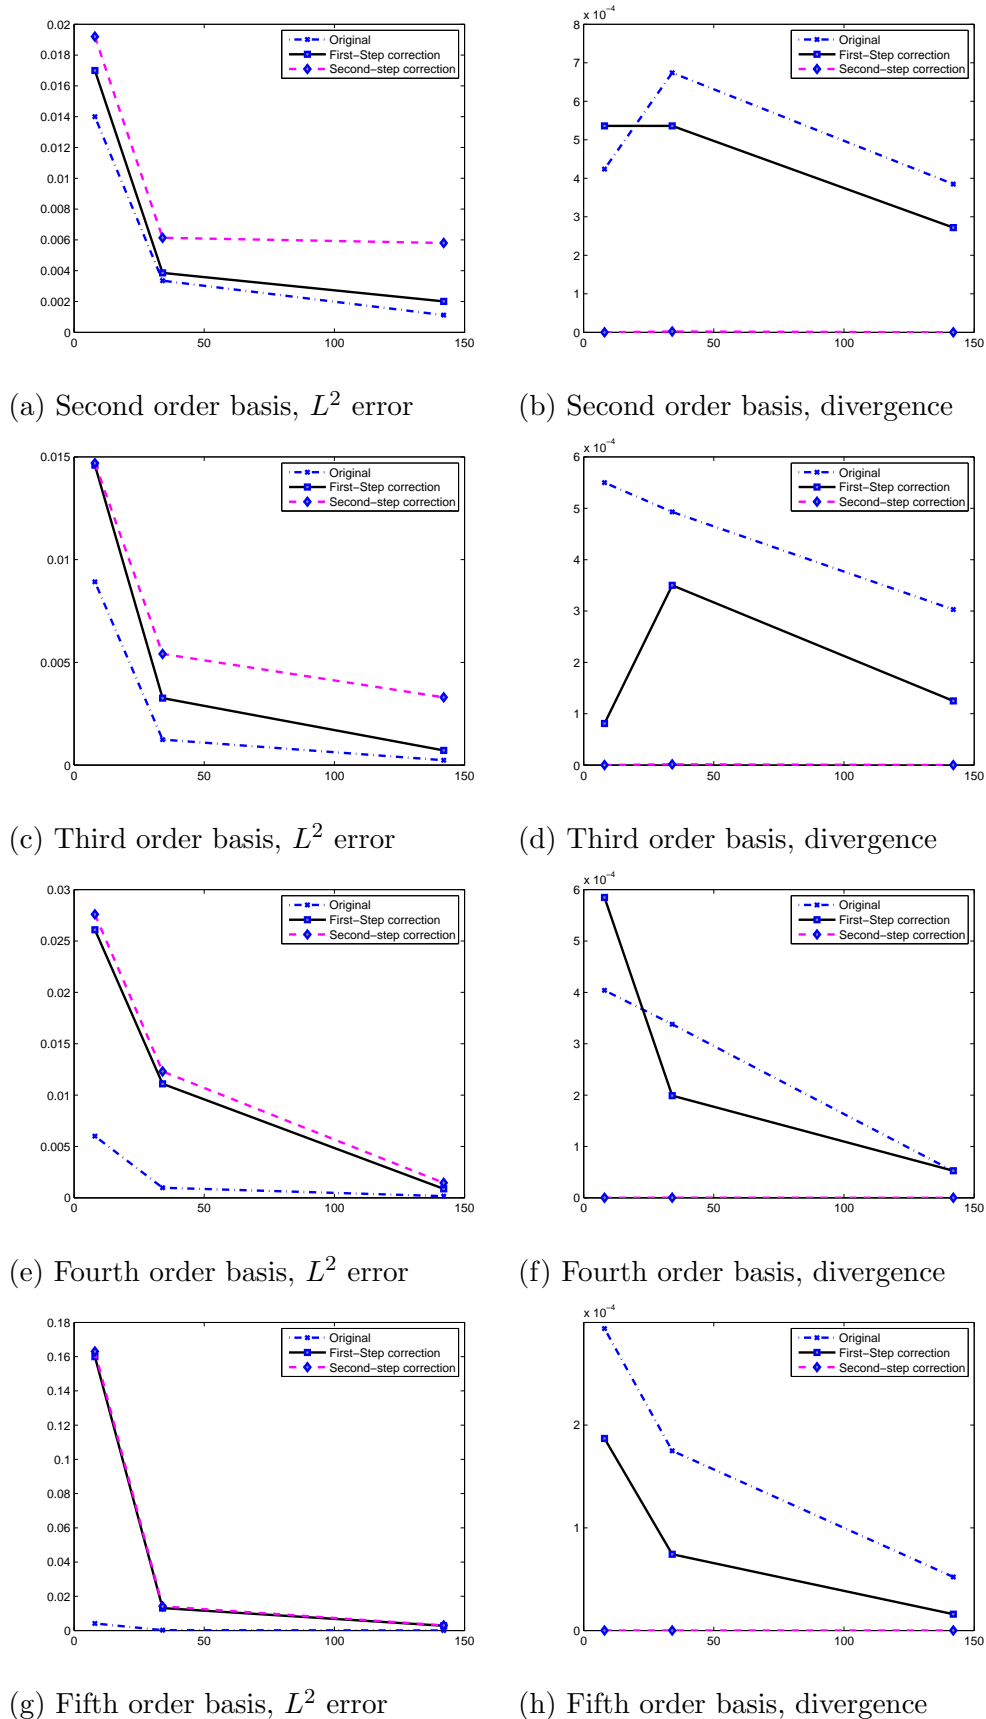 0.02
0.018
0.016
0.014
0.012
0.01
0.008
0.006
0.004
0.002
0
0 50 100 150
Original
First−Step correction
Second−step correction
(a) Second order basis, L² error
x 10⁻⁴
8
7
6
5
4
3
2
1
0
0 50 100 150
Original
First−Step correction
Second−step correction
(b) Second order basis, divergence
0.015
0.01
0.005
0
0 50 100 150
Original
First−Step correction
Second−step correction
(c) Third order basis, L² error
x 10⁻⁴
6
5
4
3
2
1
0
0 50 100 150
Original
First−Step correction
Second−step correction
(d) Third order basis, divergence
0.03
0.025
0.02
0.015
0.01
0.005
0
0 50 100 150
Original
First−Step correction
Second−step correction
(e) Fourth order basis, L² error
x 10⁻⁴
6
5
4
3
2
1
0
0 50 100 150
Original
First−Step correction
Second−step correction
(f) Fourth order basis, divergence
0.18
0.16
0.14
0.12
0.1
0.08
0.06
0.04
0.02
0
0 50 100 150
Original
First−Step correction
Second−step correction
(g) Fifth order basis, L² error
x 10⁻⁴
2
1
0
0 50 100 150
Original
First−Step correction
Second−step correction
(h) Fifth order basis, divergence